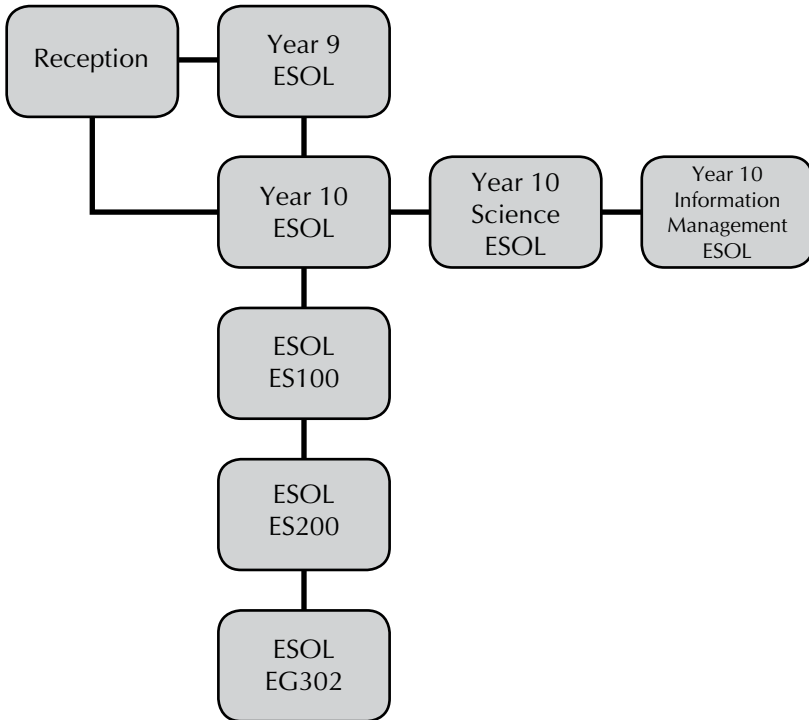 Reception
Year 9
ESOL
Year 10
ESOL
Year 10
Science
ESOL
Year 10
Information
Management
ESOL
ESOL
ES100
ESOL
ES200
ESOL
EG302